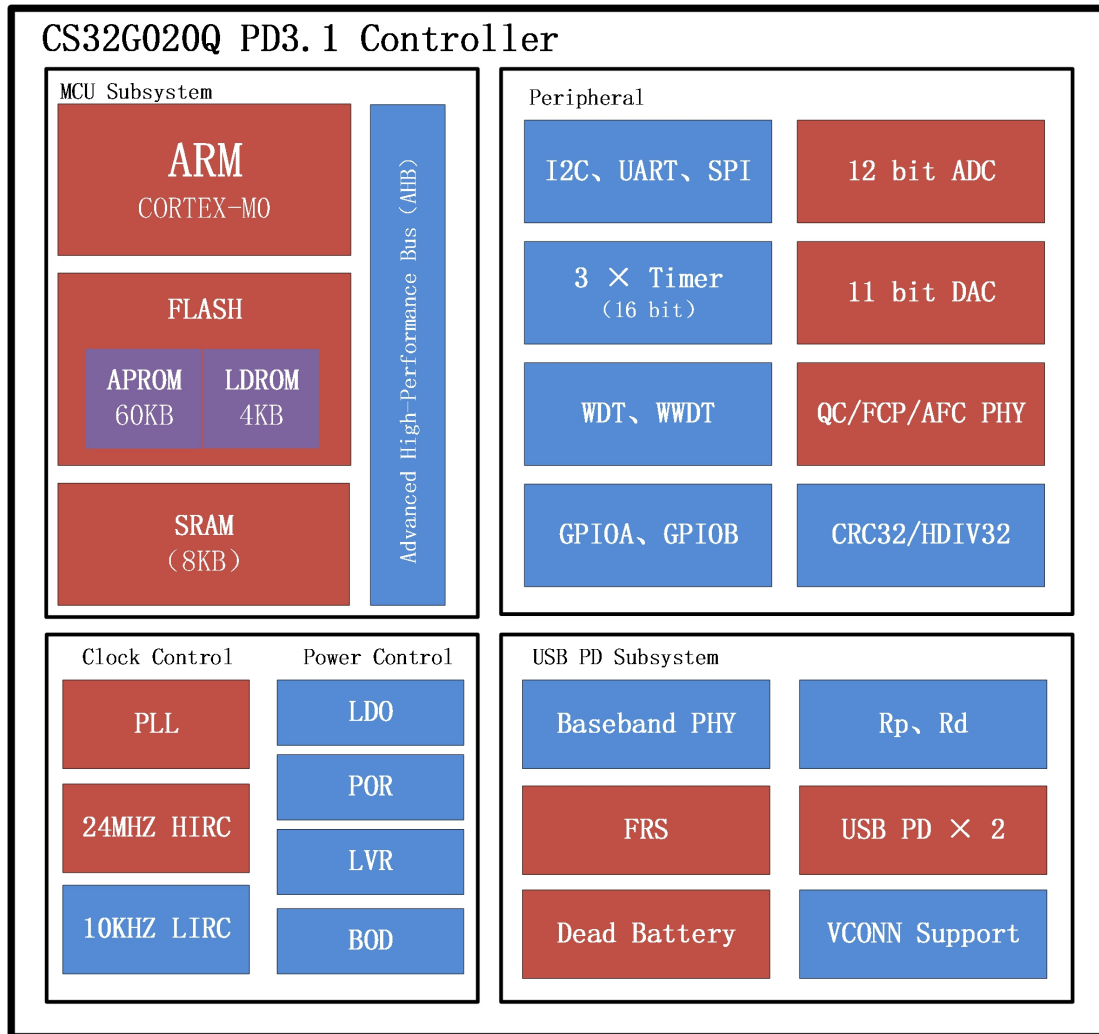 CS32G020Q PD3.1 Controller
MCU Subsystem
ARM
CORTEX-M0
FLASH
APROM
60KB
LDROM
4KB
SRAM
(8KB)
Advanced High-Performance Bus (AHB)
Peripheral
I2C、UART、SPI
12 bit ADC
3 × Timer
(16 bit)
11 bit DAC
WDT、WWDT
QC/FCP/AFC PHY
GPIOA、GPIOB
CRC32/HDIV32
Clock Control
PLL
24MHZ HIRC
10KHZ LIRC
Power Control
LDO
POR
LVR
BOD
USB PD Subsystem
Baseband PHY
Rp、Rd
FRS
USB PD × 2
Dead Battery
VCONN Support